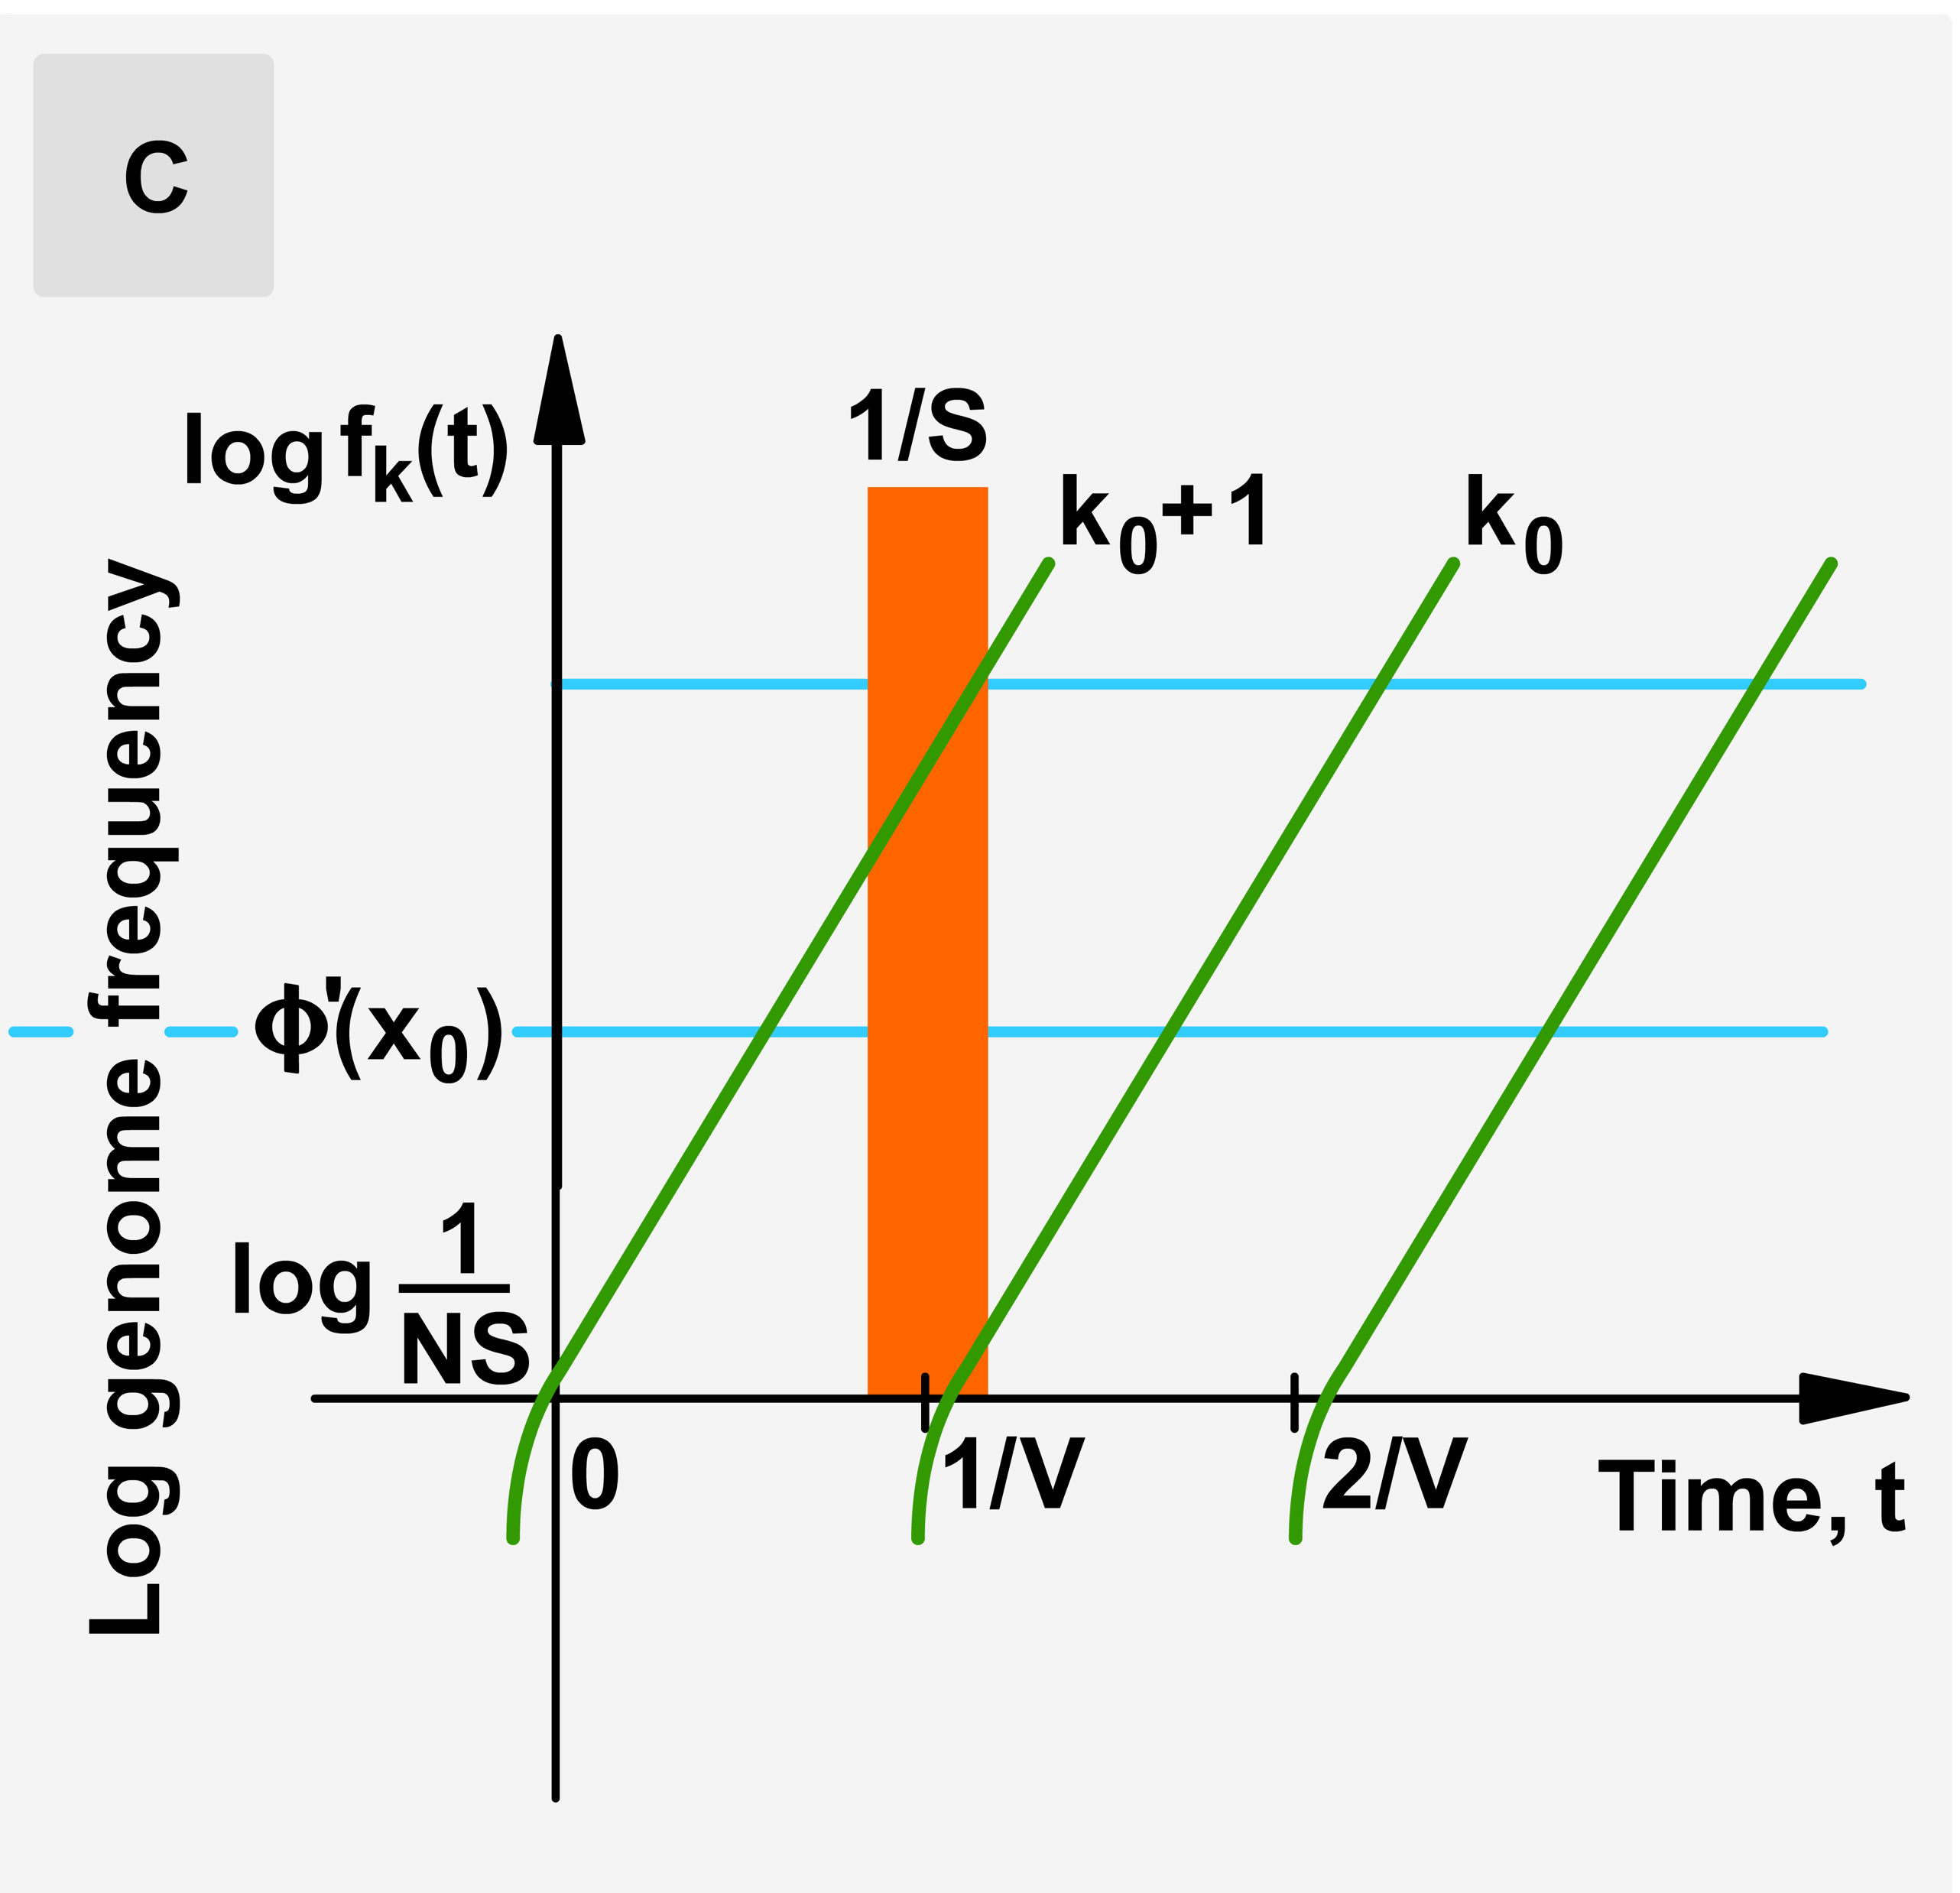 C
log fk(t)
1/S
k0+1
k0
Log genome frequency
ϕ'(x0)
log 1/NS
0
1/V
2/V
Time, t